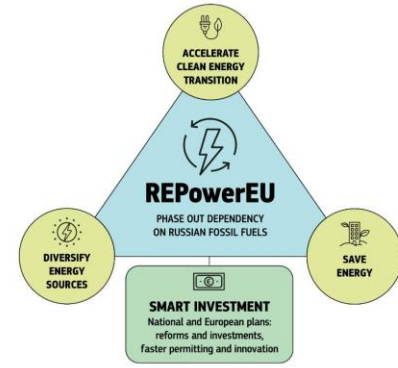 ACCELERATE
CLEAN ENERGY
TRANSITION
REPowerEU
PHASE OUT DEPENDENCY
ON RUSSIAN FOSSIL FUELS
DIVERSIFY
ENERGY
SOURCES
SAVE
ENERGY
€
SMART INVESTMENT
National and European plans:
reforms and investments,
faster permitting and innovation